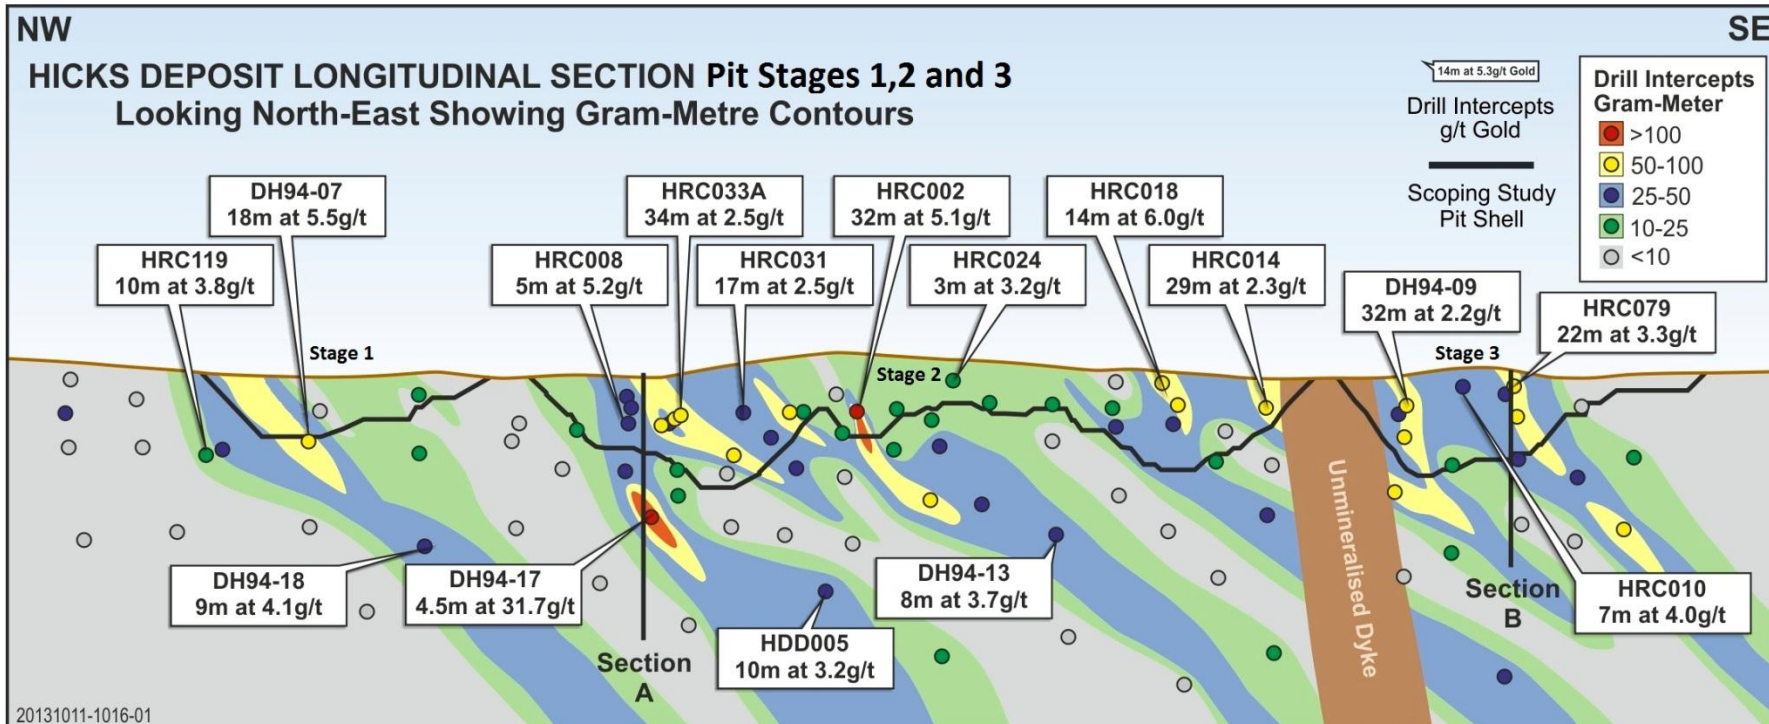 NW
SE
HICKS DEPOSIT LONGITUDINAL SECTION Pit Stages 1,2 and 3
Looking North-East Showing Gram-Metre Contours
14m at 5.3g/t Gold
Drill Intercepts
g/t Gold
Scoping Study
Pit Shell
Drill Intercepts
Gram-Meter
>100
50-100
25-50
10-25
<10
DH94-07
18m at 5.5g/t
HRC033A
34m at 2.5g/t
HRC002
32m at 5.1g/t
HRC018
14m at 6.0g/t
HRC119
10m at 3.8g/t
HRC008
5m at 5.2g/t
HRC031
17m at 2.5g/t
HRC024
3m at 3.2g/t
HRC014
29m at 2.3g/t
DH94-09
32m at 2.2g/t
HRC079
22m at 3.3g/t
Stage 1
Stage 2
Stage 3
Unmineralised Dyke
DH94-18
9m at 4.1g/t
DH94-17
4.5m at 31.7g/t
DH94-13
8m at 3.7g/t
HRC010
7m at 4.0g/t
HDD005
10m at 3.2g/t
Section
A
Section
B
20131011-1016-01